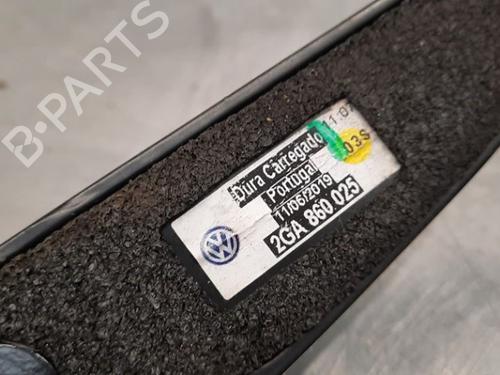 B-PARTS
Dura Carregado
Portugal
11/06/2019
2GA 860 025
11:07
03S